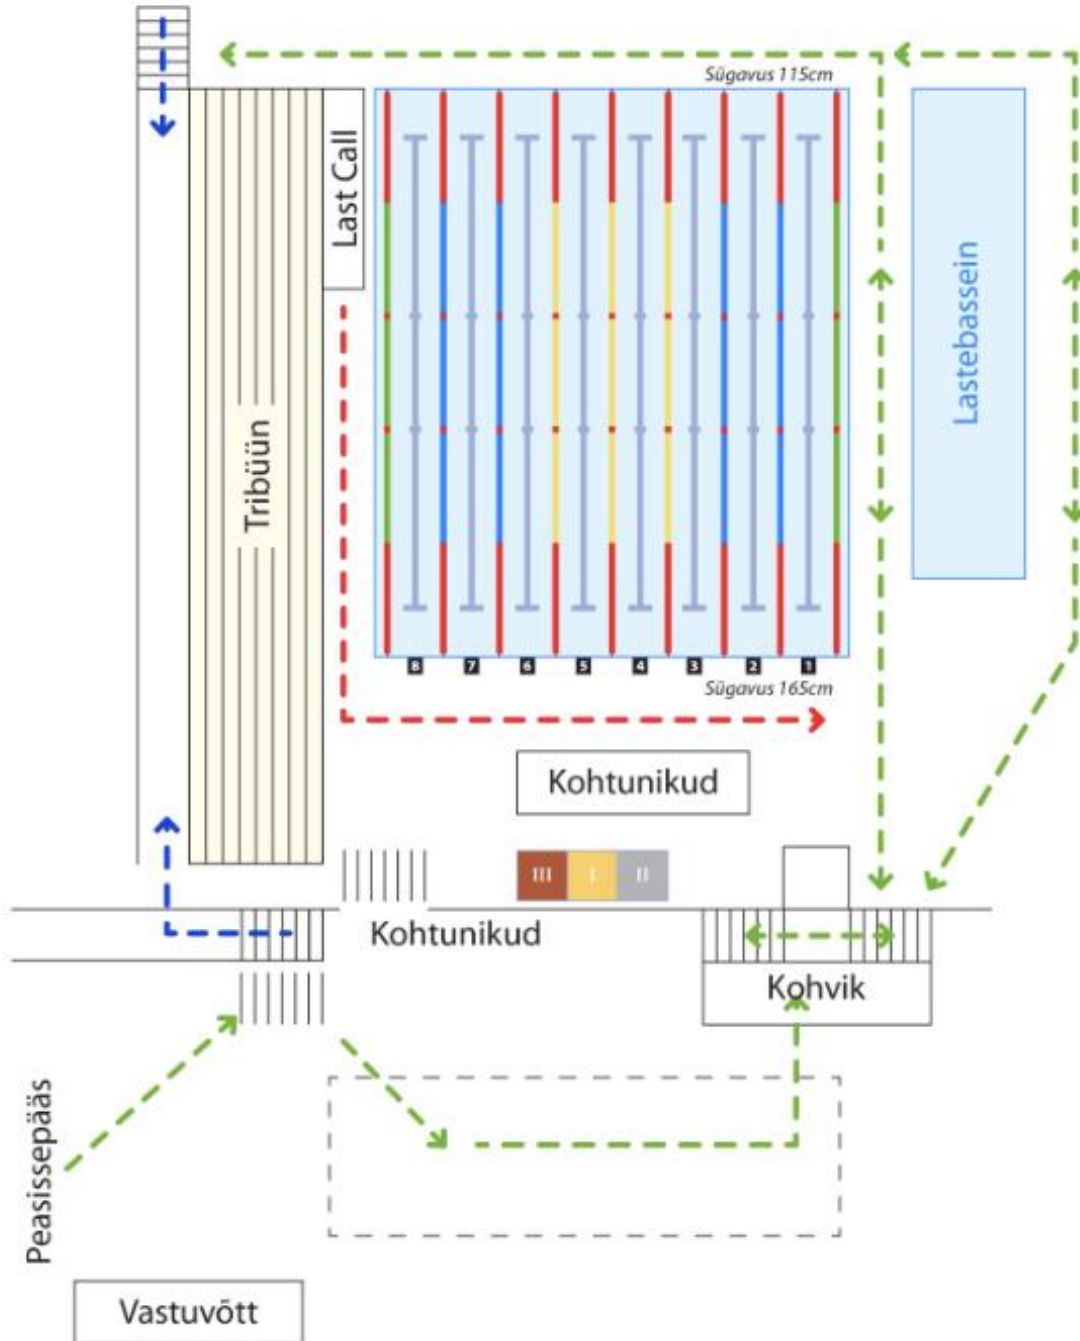 Sügavus 115cm
Last Call
Lastebassein
Tribüün
8 7 6 5 4 3 2 1
Sügavus 165cm
Kohtunikud
III I II
Kohtunikud
Kohvik
Peasissepääs
Vastuvõtt